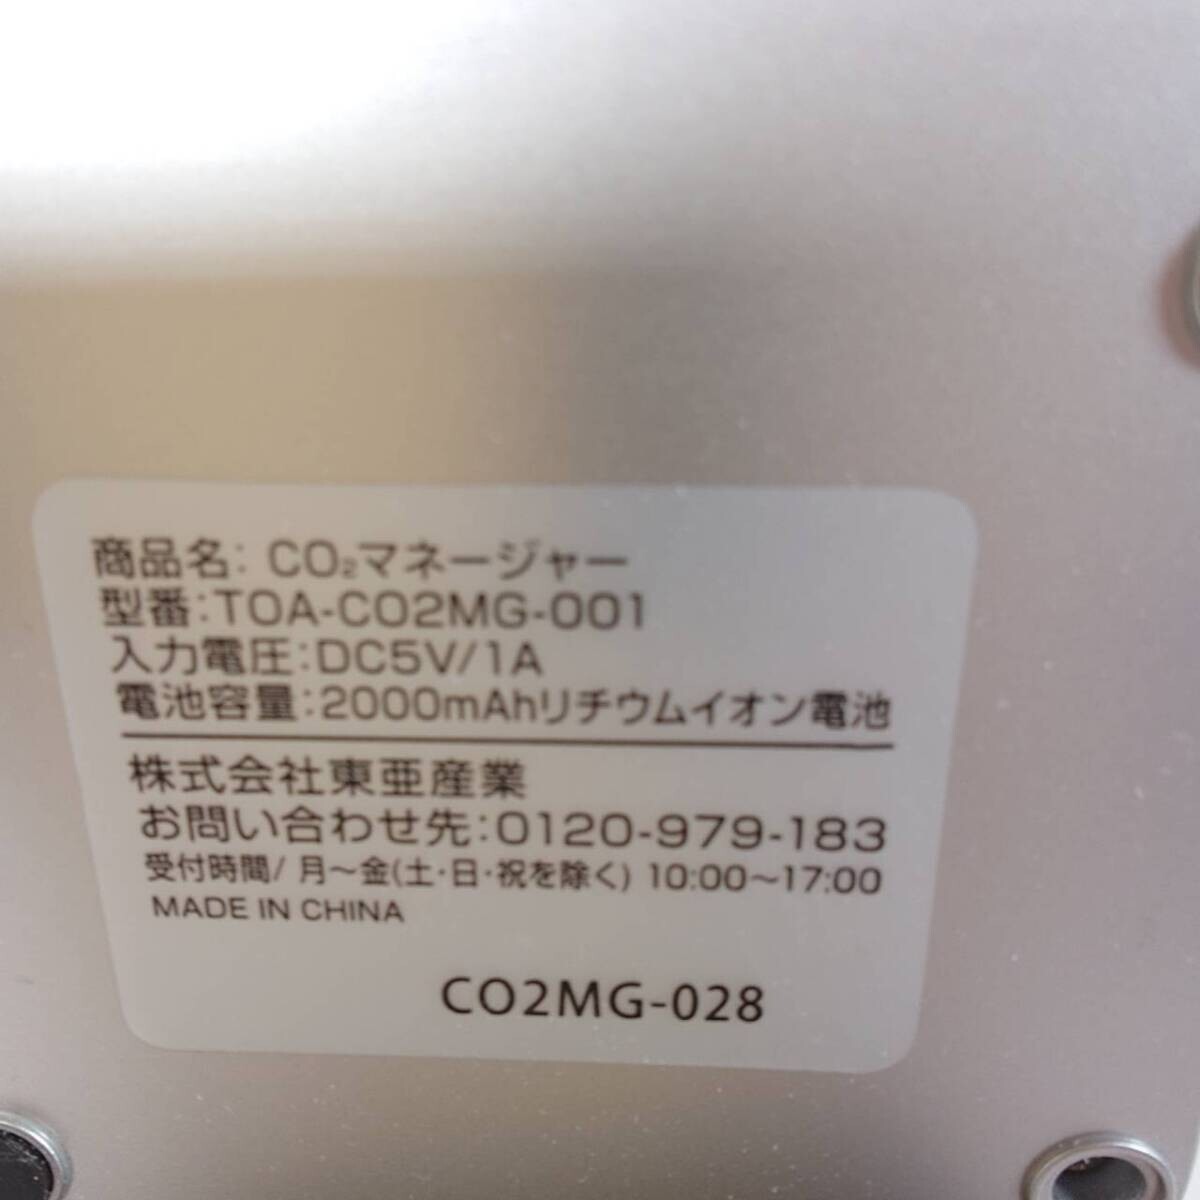 商品名: CO₂マネージャー
型番:TOA-CO2MG-001
入力電圧:DC5V/1A
電池容量:2000mAhリチウムイオン電池
株式会社東亜産業
お問い合わせ先:0120-979-183
受付時間/ 月～金(土・日・祝を除く) 10:00～17:00
MADE IN CHINA
CO2MG-028